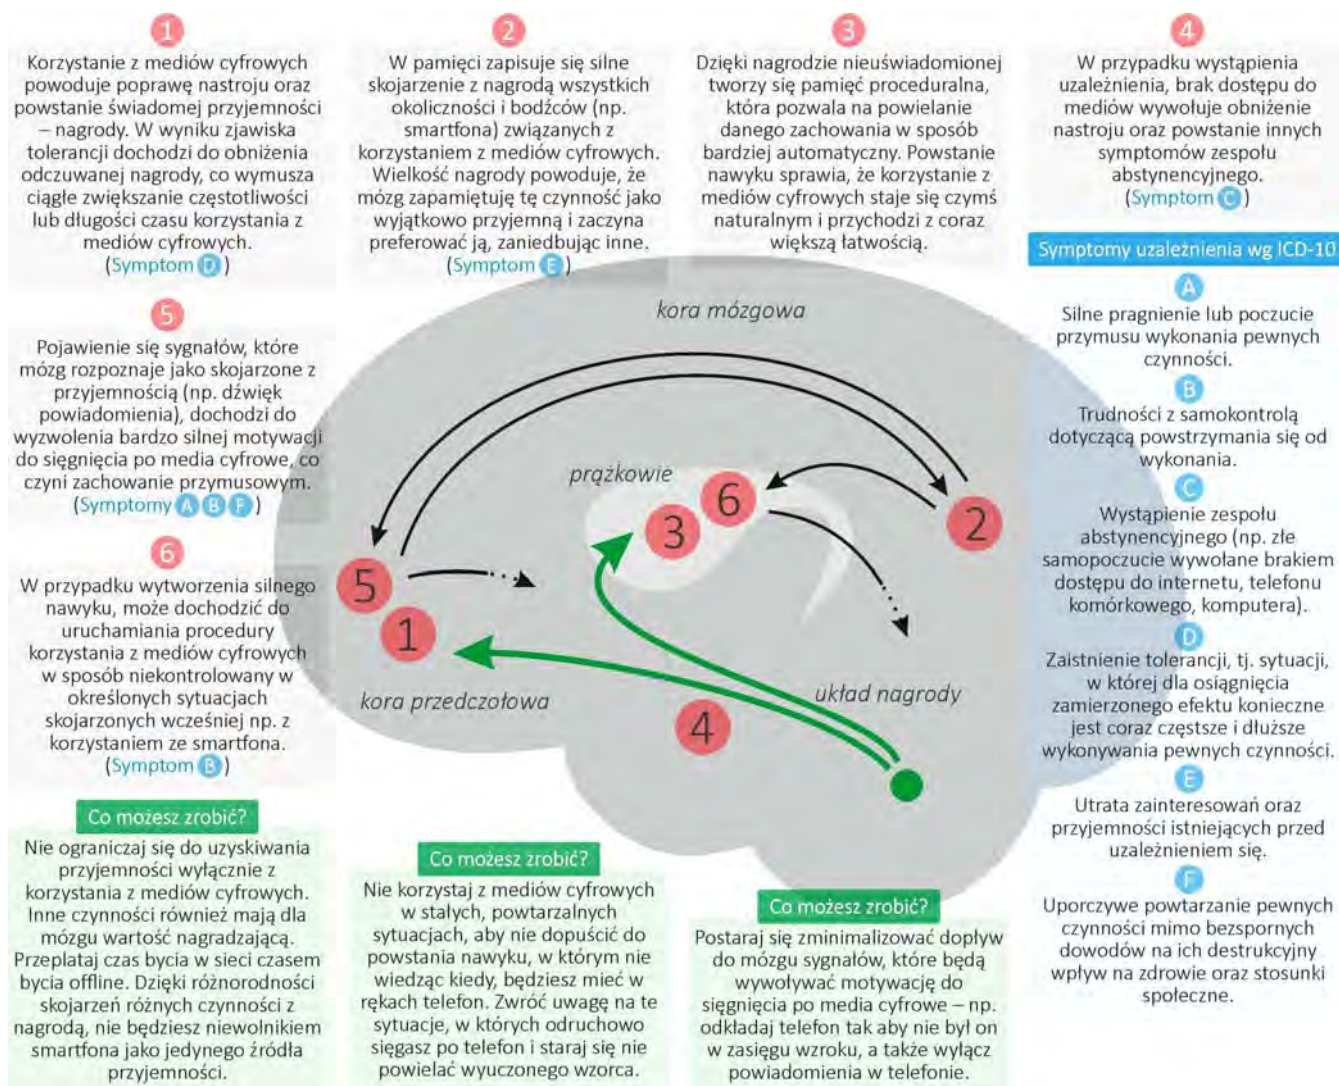 1
Korzystanie z mediów cyfrowych
powoduje poprawę nastroju oraz
powstanie świadomej przyjemności
– nagrody. W wyniku zjawiska
tolerancji dochodzi do obniżenia
odczuwanej nagrody, co wymusza
ciągłe zwiększanie częstotliwości
lub długości czasu korzystania z
mediów cyfrowych.
(Symptom D)
2
W pamięci zapisuje się silne
skojarzenie z nagrodą wszystkich
okoliczności i bodźców (np.
smartfona) związanych z
korzystaniem z mediów cyfrowych.
Wielkość nagrody powoduje, że
mózg zapamiętuję tę czynność jako
wyjątkowo przyjemną i zaczyna
preferować ją, zaniedbując inne.
(Symptom E)
3
Dzięki nagrodzie nieuświadomionej
tworzy się pamięć proceduralna,
która pozwala na powielanie
danego zachowania w sposób
bardziej automatyczny. Powstanie
nawyku sprawia, że korzystanie z
mediów cyfrowych staje się czymś
naturalnym i przychodzi z coraz
większą łatwością.
4
W przypadku wystąpienia
uzależnienia, brak dostępu do
mediów wywołuje obniżenie
nastroju oraz powstanie innych
symptomów zespołu
abstynencyjnego.
(Symptom C)
5
Pojawienie się sygnałów, które
mózg rozpoznaje jako skojarzone z
przyjemnością (np. dźwięk
powiadomienia), dochodzi do
wyzwolenia bardzo silnej motywacji
do sięgnięcia po media cyfrowe, co
czyni zachowanie przymusowym.
(Symptomy A B F)
6
W przypadku wytworzenia silnego
nawyku, może dochodzić do
uruchamiania procedury
korzystania z mediów cyfrowych
w sposób niekontrolowany w
określonych sytuacjach
skojarzonych wcześniej np. z
korzystaniem ze smartfona.
(Symptom B)
kora mózgowa
prążkowie
3
6
2
5
1
kora przedczołowa
4
układ nagrody
Symptomy uzależnienia wg ICD-10
A
Silne pragnienie lub poczucie
przymusu wykonania pewnych
czynności.
B
Trudności z samokontrolą
dotyczącą powstrzymania się od
wykonania.
C
Wystąpienie zespołu
abstynencyjnego (np. złe
samopoczucie wywołane brakiem
dostępu do internetu, telefonu
komórkowego, komputera).
D
Zaistnienie tolerancji, tj. sytuacji,
w której dla osiągnięcia
zamierzonego efektu konieczne
jest coraz częstsze i dłuższe
wykonywania pewnych czynności.
E
Utrata zainteresowań oraz
przyjemności istniejących przed
uzależnieniem się.
F
Uporczywe powtarzanie pewnych
czynności mimo bezspornych
dowodów na ich destrukcyjny
wpływ na zdrowie oraz stosunki
społeczne.
Co możesz zrobić?
Nie ograniczaj się do uzyskiwania
przyjemności wyłącznie z
korzystania z mediów cyfrowych.
Inne czynności również mają dla
mózgu wartość nagradzającą.
Przeplataj czas bycia w sieci czasem
bycia offline. Dzięki różnorodności
skojarzeń różnych czynności z
nagrodą, nie będziesz niewolnikiem
smartfona jako jedynego źródła
przyjemności.
Co możesz zrobić?
Nie korzystaj z mediów cyfrowych
w stałych, powtarzalnych
sytuacjach, aby nie dopuścić do
powstania nawyku, w którym nie
wiedząc kiedy, będziesz mieć w
rękach telefon. Zwróć uwagę na te
sytuacje, w których odruchowo
sięgasz po telefon i staraj się nie
powielać wyuczonego wzorca.
Co możesz zrobić?
Postaraj się zminimalizować dopływ
do mózgu sygnałów, które będą
wywoływać motywację do
sięgnięcia po media cyfrowe – np.
odkładaj telefon tak aby nie był on
w zasięgu wzroku, a także wyłącz
powiadomienia w telefonie.